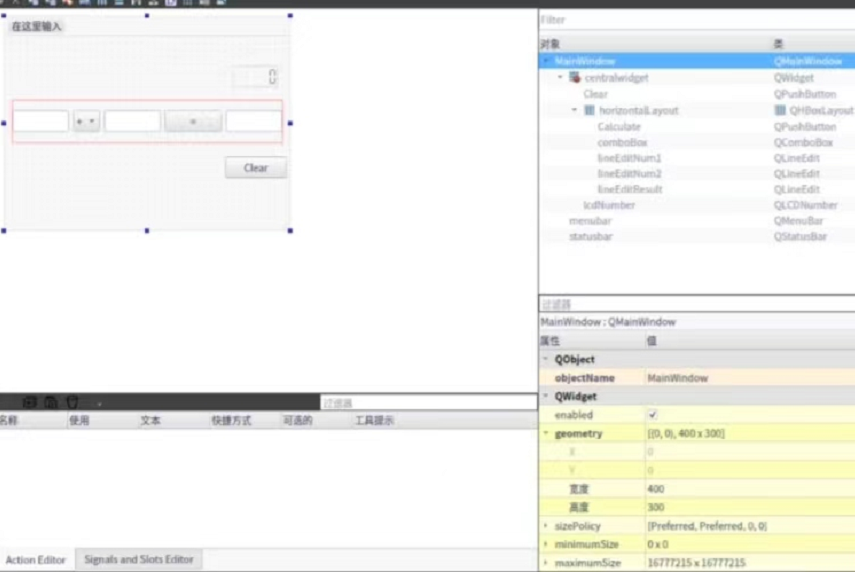 在这里输入
0
+
=
Clear
Filter
对象 类
MainWindow QMainWindow
centralwidget QWidget
Clear QPushButton
horizontalLayout QHBoxLayout
Calculate QPushButton
comboBox QComboBox
lineEditNum1 QLineEdit
lineEditNum2 QLineEdit
lineEditResult QLineEdit
lcdNumber QLCDNumber
menubar QMenuBar
statusbar QStatusBar
过滤器
MainWindow : QMainWindow
属性 值
QObject
objectName MainWindow
QWidget
enabled
geometry [(0, 0), 400 x 300]
X 0
Y 0
宽度 400
高度 300
sizePolicy [Preferred, Preferred, 0, 0]
minimumSize 0 x 0
maximumSize 16777215 x 16777215
过滤器
名称 使用 文本 快捷方式 可选的 工具提示
Action Editor Signals and Slots Editor